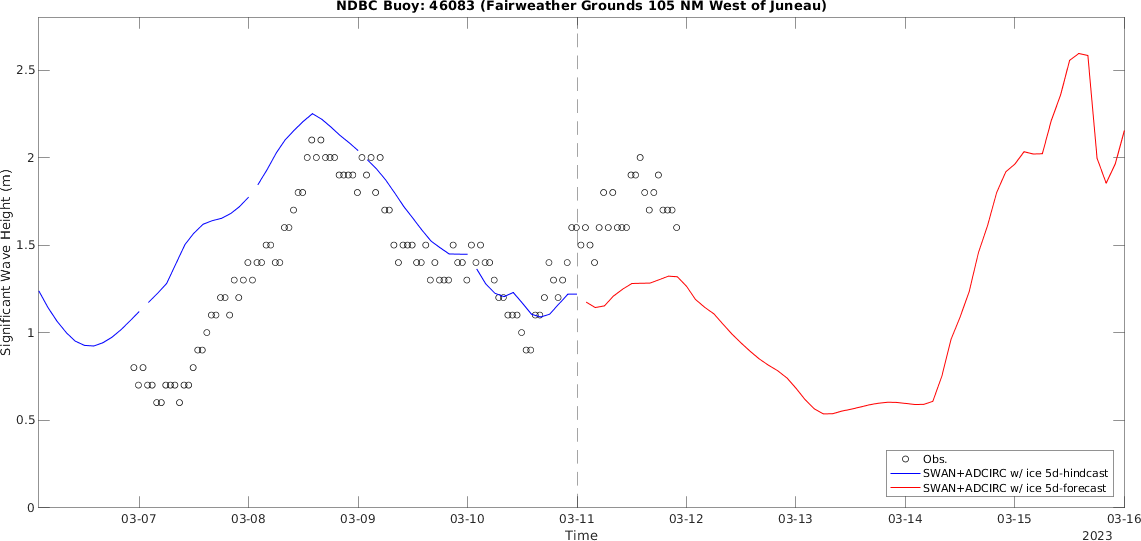 NDBC Buoy: 46083 (Fairweather Grounds 105 NM West of Juneau)
2.5
2
1.5
1
0.5
0
Significant Wave Height (m)
Obs.
SWAN+ADCIRC w/ ice 5d-hindcast
SWAN+ADCIRC w/ ice 5d-forecast
03-07 03-08 03-09 03-10 03-11 03-12 03-13 03-14 03-15 03-16
Time
2023